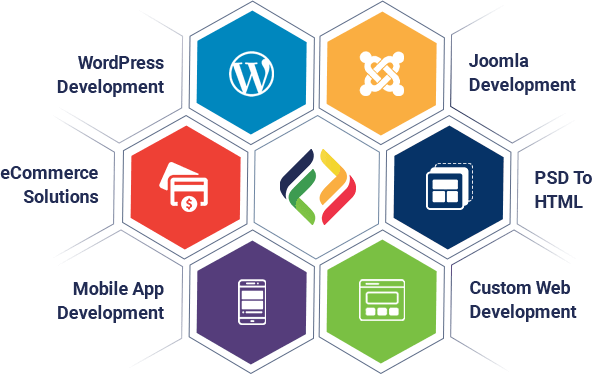 WordPress
Development
Joomla
Development
eCommerce
Solutions
PSD To
HTML
Mobile App
Development
Custom Web
Development